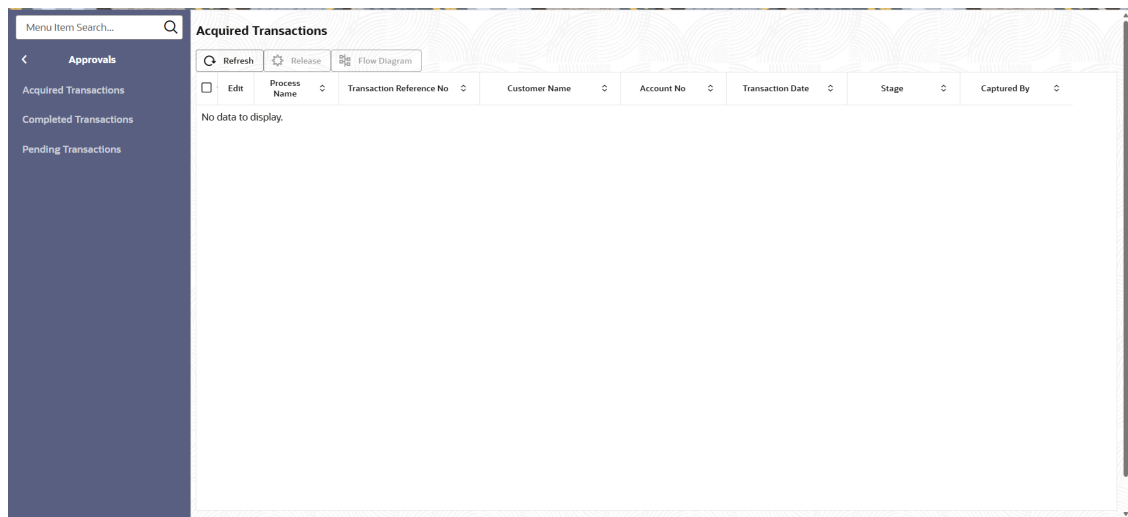 Menu Item Search...
Approvals
Acquired Transactions
Completed Transactions
Pending Transactions
Acquired Transactions
Refresh
Release
Flow Diagram
Edit
Process Name
Transaction Reference No
Customer Name
Account No
Transaction Date
Stage
Captured By
No data to display.